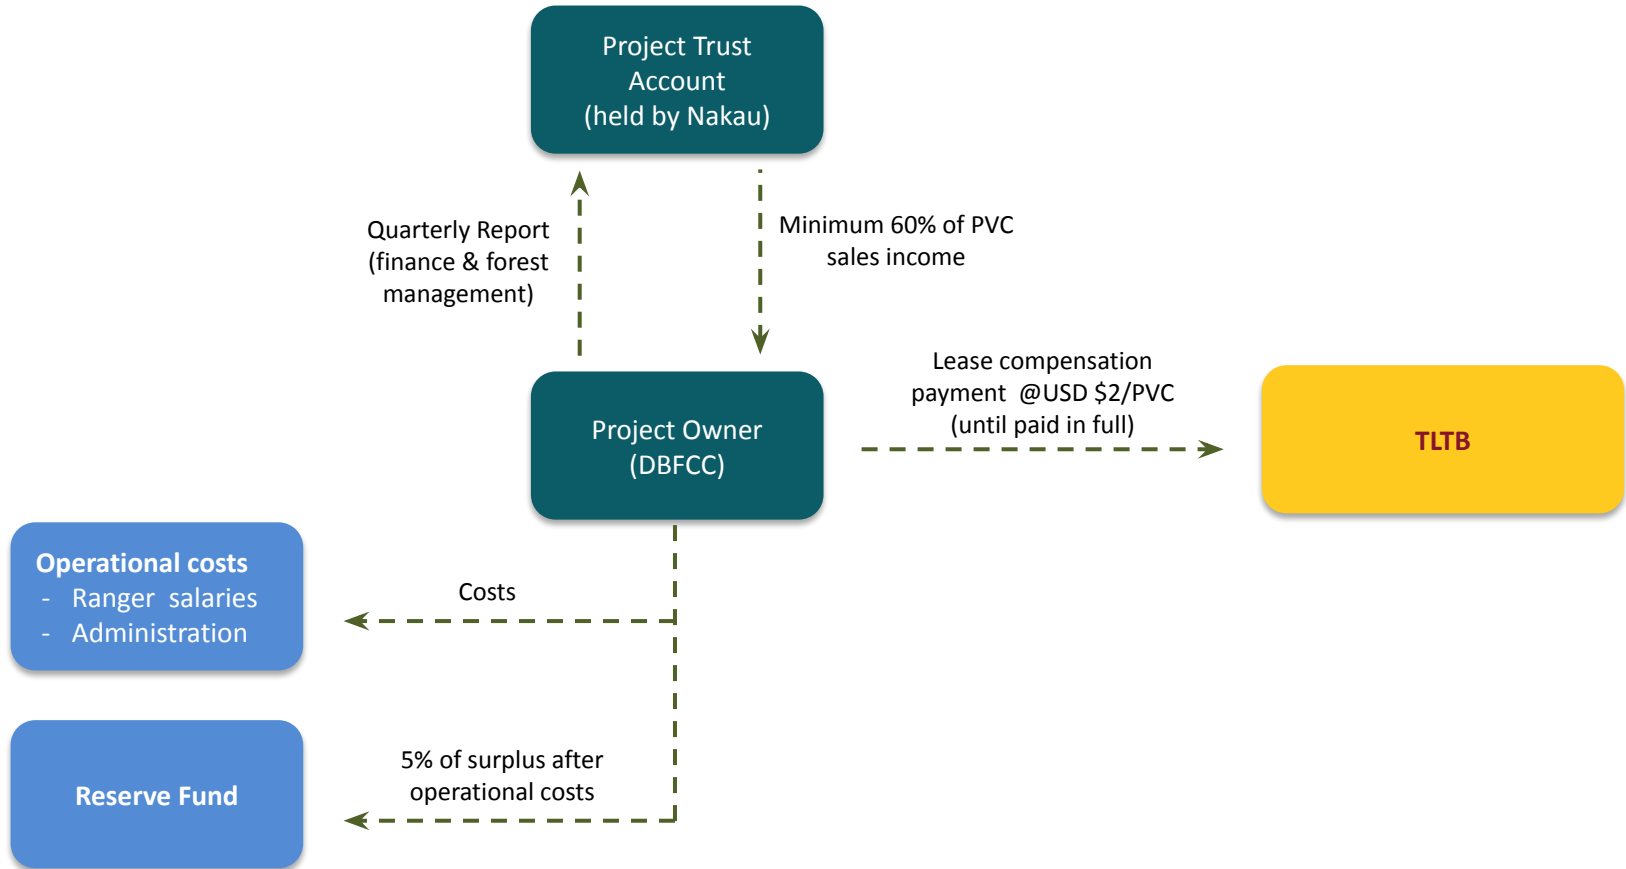 Project Trust
Account
(held by Nakau)
Quarterly Report
(finance & forest
management)
Minimum 60% of PVC
sales income
Project Owner
(DBFCC)
Lease compensation
payment @USD $2/PVC
(until paid in full)
TLTB
Operational costs
- Ranger salaries
- Administration
Costs
Reserve Fund
5% of surplus after
operational costs